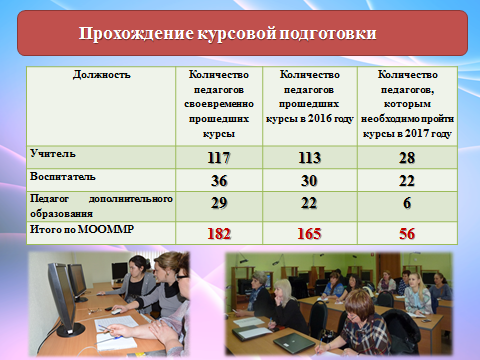 Прохождение курсовой подготовки
Должность
Количество
педагогов
своевременно
прошедших
курсы
Количество
педагогов
прошедших
курсы в 2016 году
Количество
педагогов,
которым
необходимо пройти
курсы в 2017 году
Учитель 117 113 28
Воспитатель 36 30 22
Педагог дополнительного
образования
29 22 6
Итого по МООММР 182 165 56